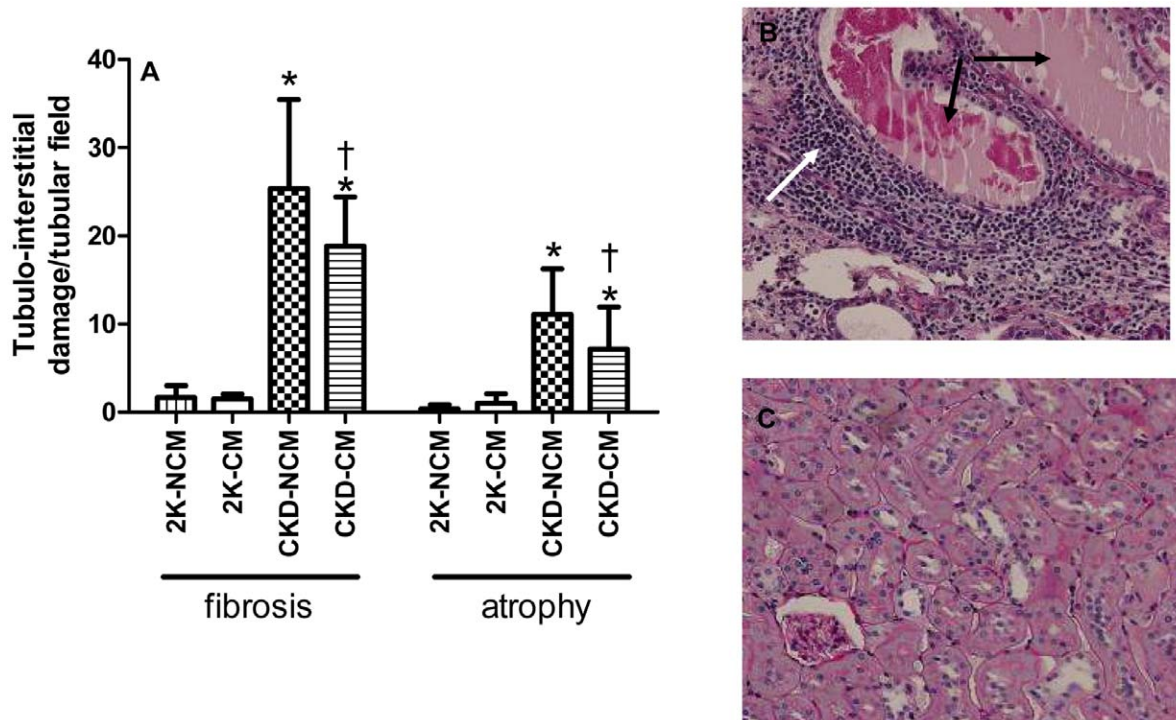 A
Tubulo-interstitial
damage/tubular field
40
30
20
10
0
*
†
*
*
†
*
2K-NCM
2K-CM
CKD-NCM
CKD-CM
2K-NCM
2K-CM
CKD-NCM
CKD-CM
fibrosis
atrophy
B
C